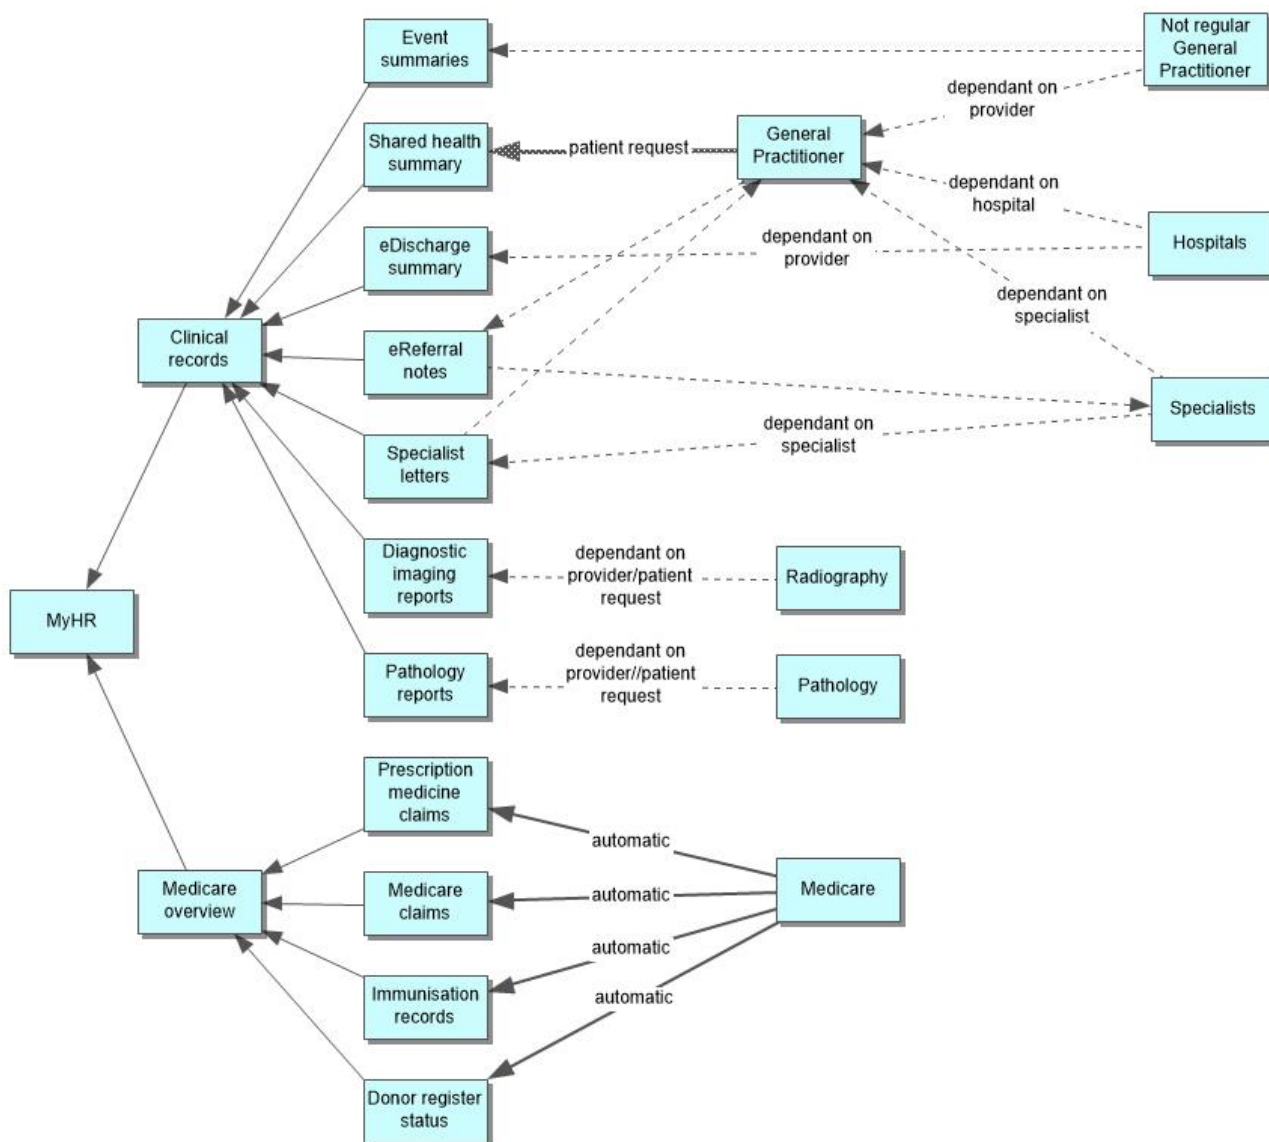 Event
summaries
Not regular
General
Practitioner
dependant on
provider
Shared health
summary
patient request
General
Practitioner
dependant on
hospital
eDischarge
summary
dependant on
provider
Hospitals
dependant on
specialist
Clinical
records
eReferral
notes
Specialists
dependant on
specialist
Specialist
letters
Diagnostic
imaging
reports
dependant on
provider/patient
request
Radiography
MyHR
Pathology
reports
dependant on
provider//patient
request
Pathology
Prescription
medicine
claims
automatic
Medicare
overview
Medicare
claims
automatic
Medicare
automatic
Immunisation
records
automatic
Donor register
status